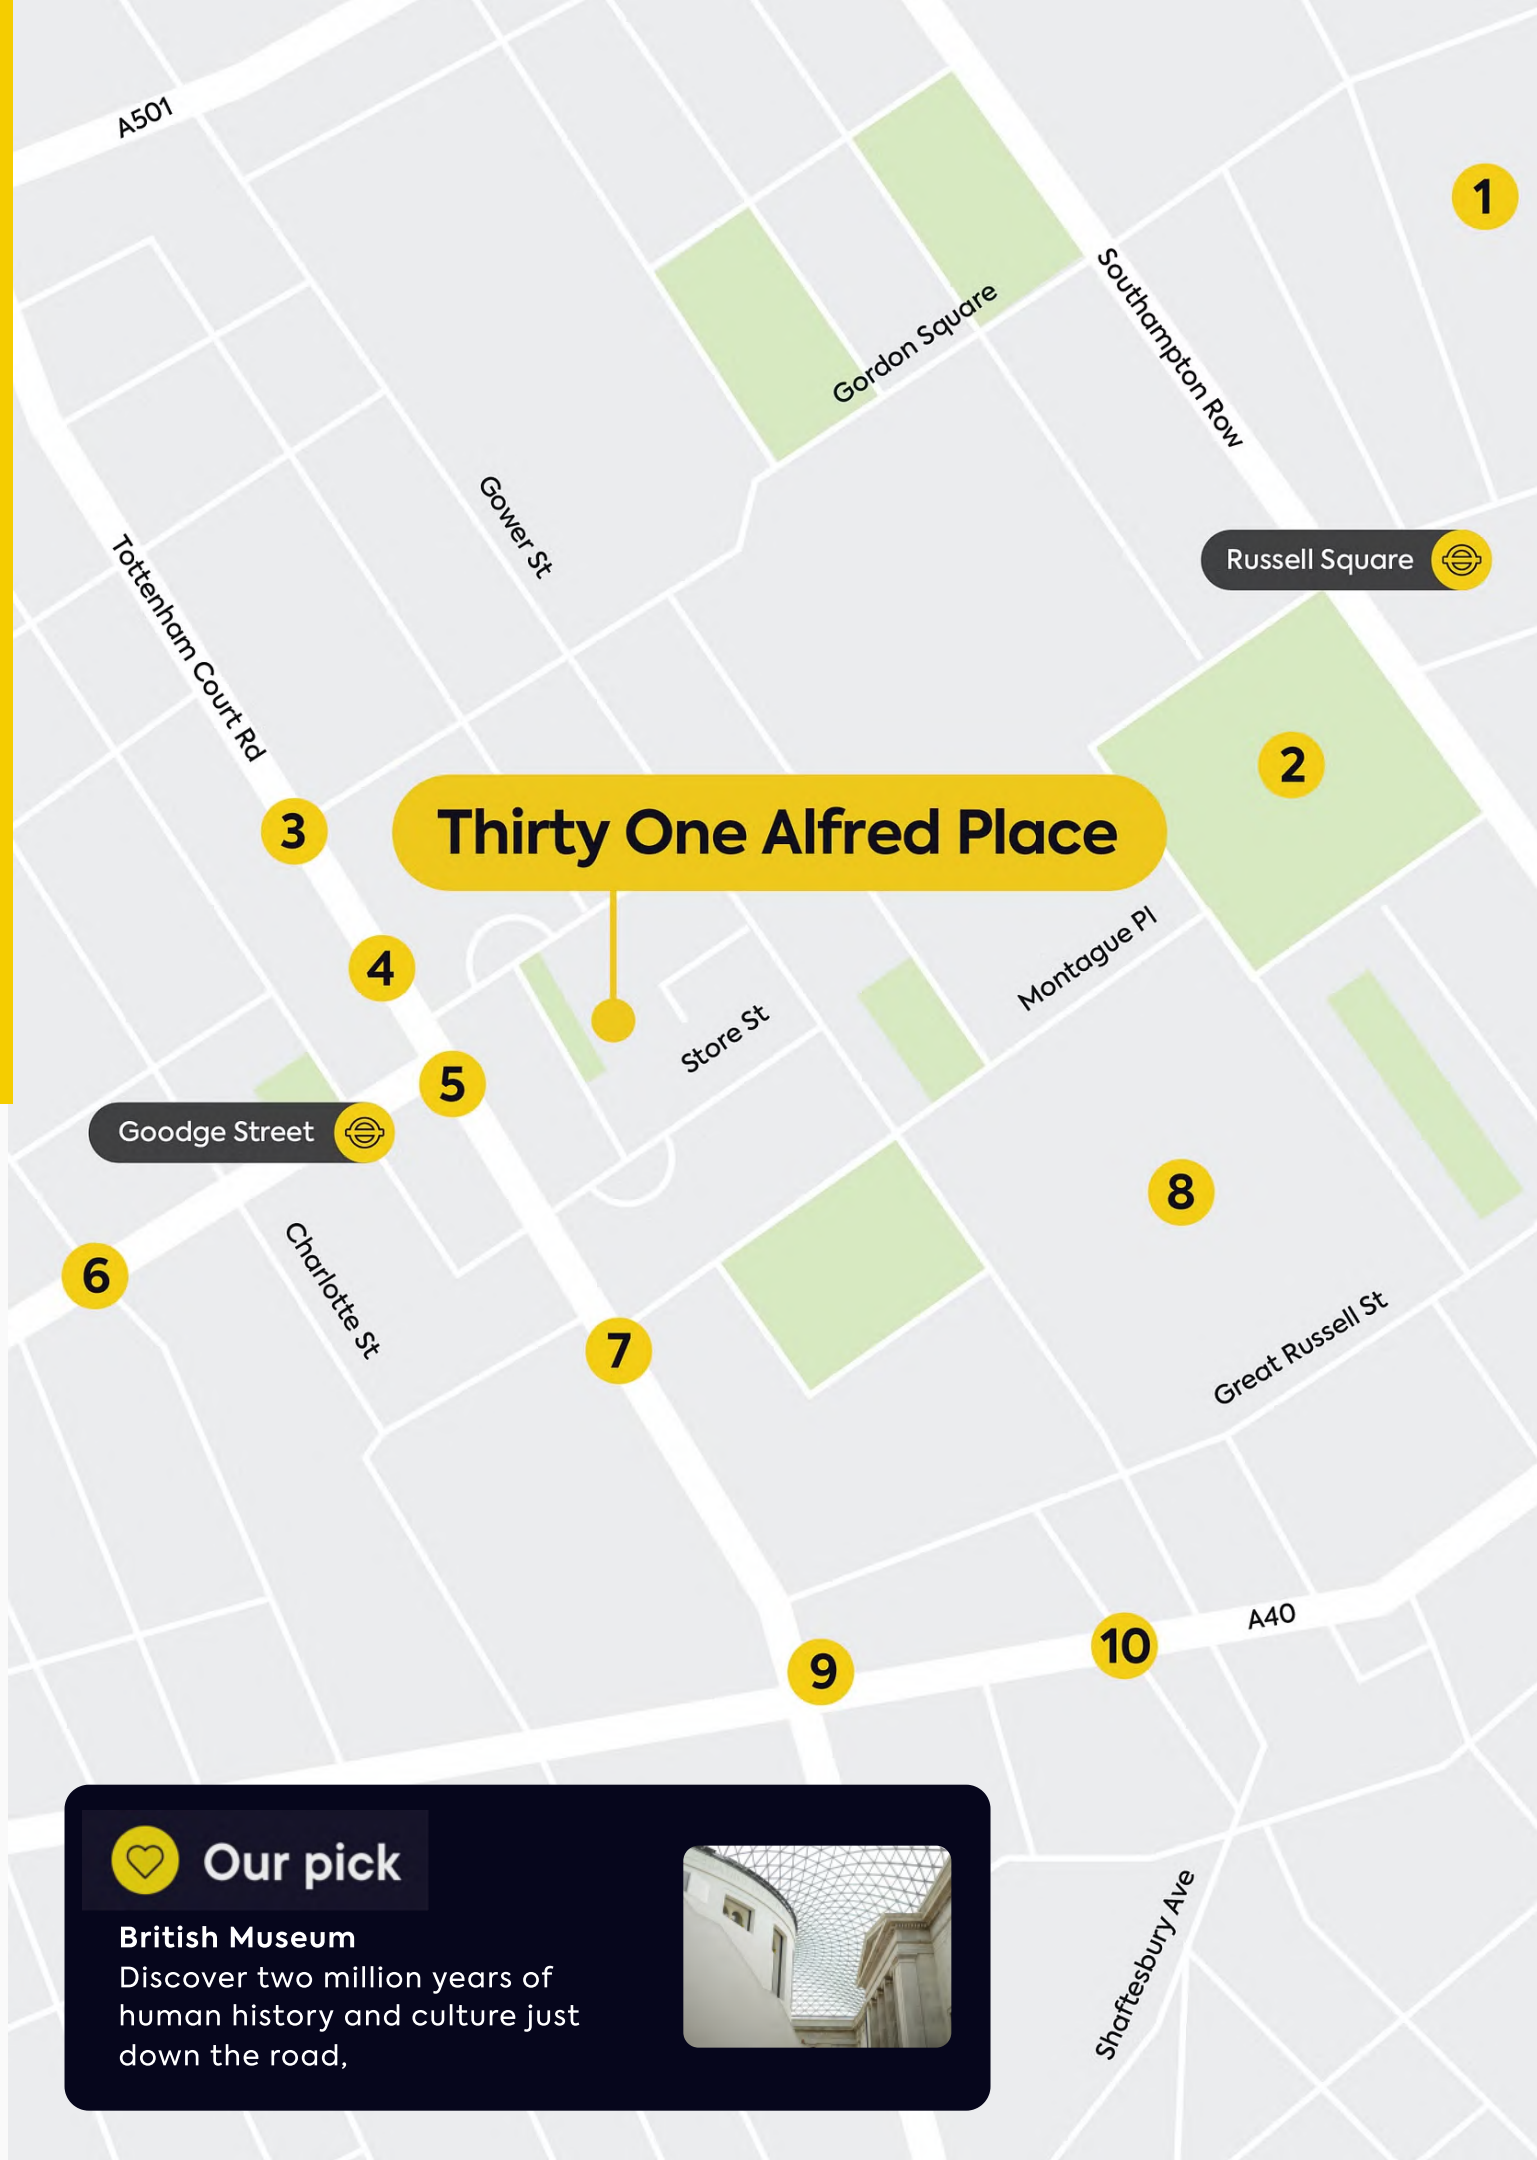 A501
1
Southampton Row
Gordon Square
Gower St
Russell Square
Tottenham Court Rd
2
3
Thirty One Alfred Place
4
Montague Pl
Store St
5
Goodge Street
8
6
Charlotte St
7
Great Russell St
A40
10
9
Our pick
British Museum
Discover two million years of
human history and culture just
down the road,
Shaftesbury Ave